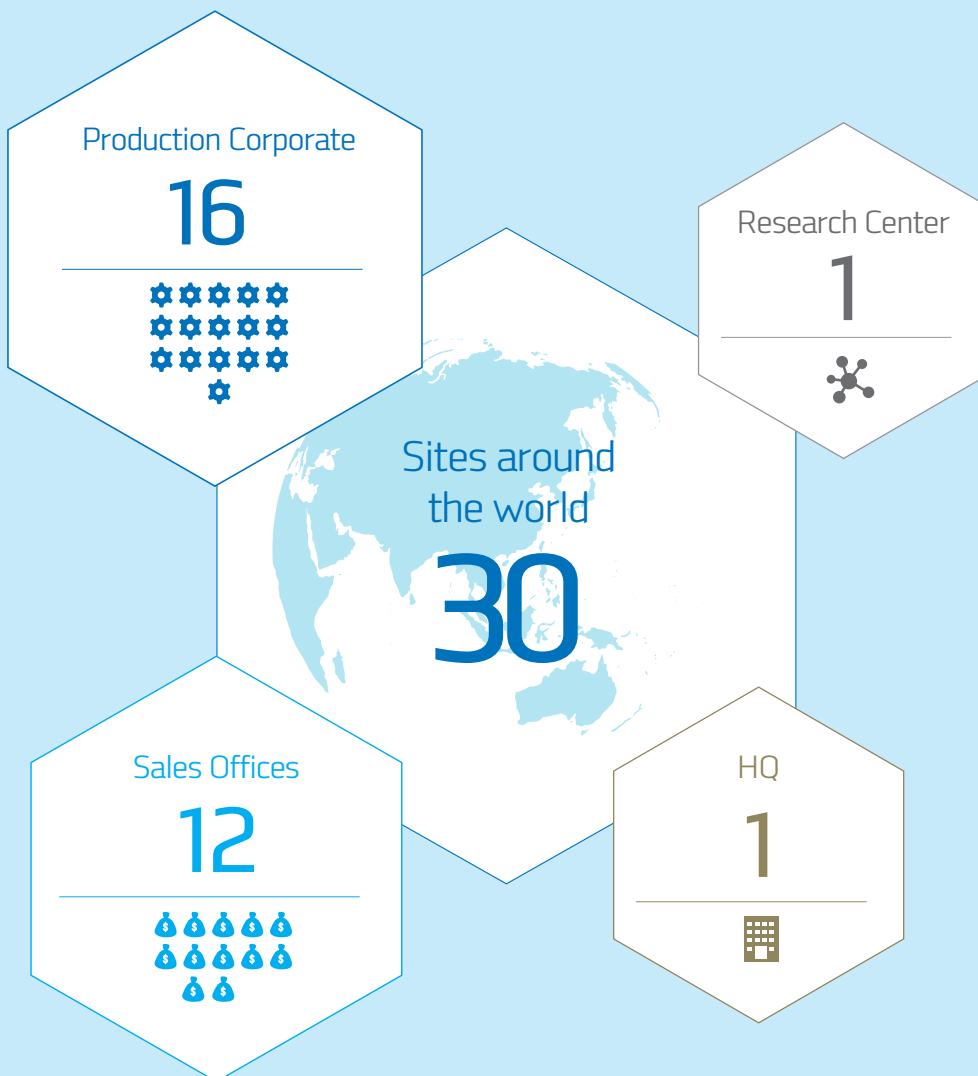 Production Corporate
16
Research Center
1
Sites around
the world
30
Sales Offices
12
HQ
1